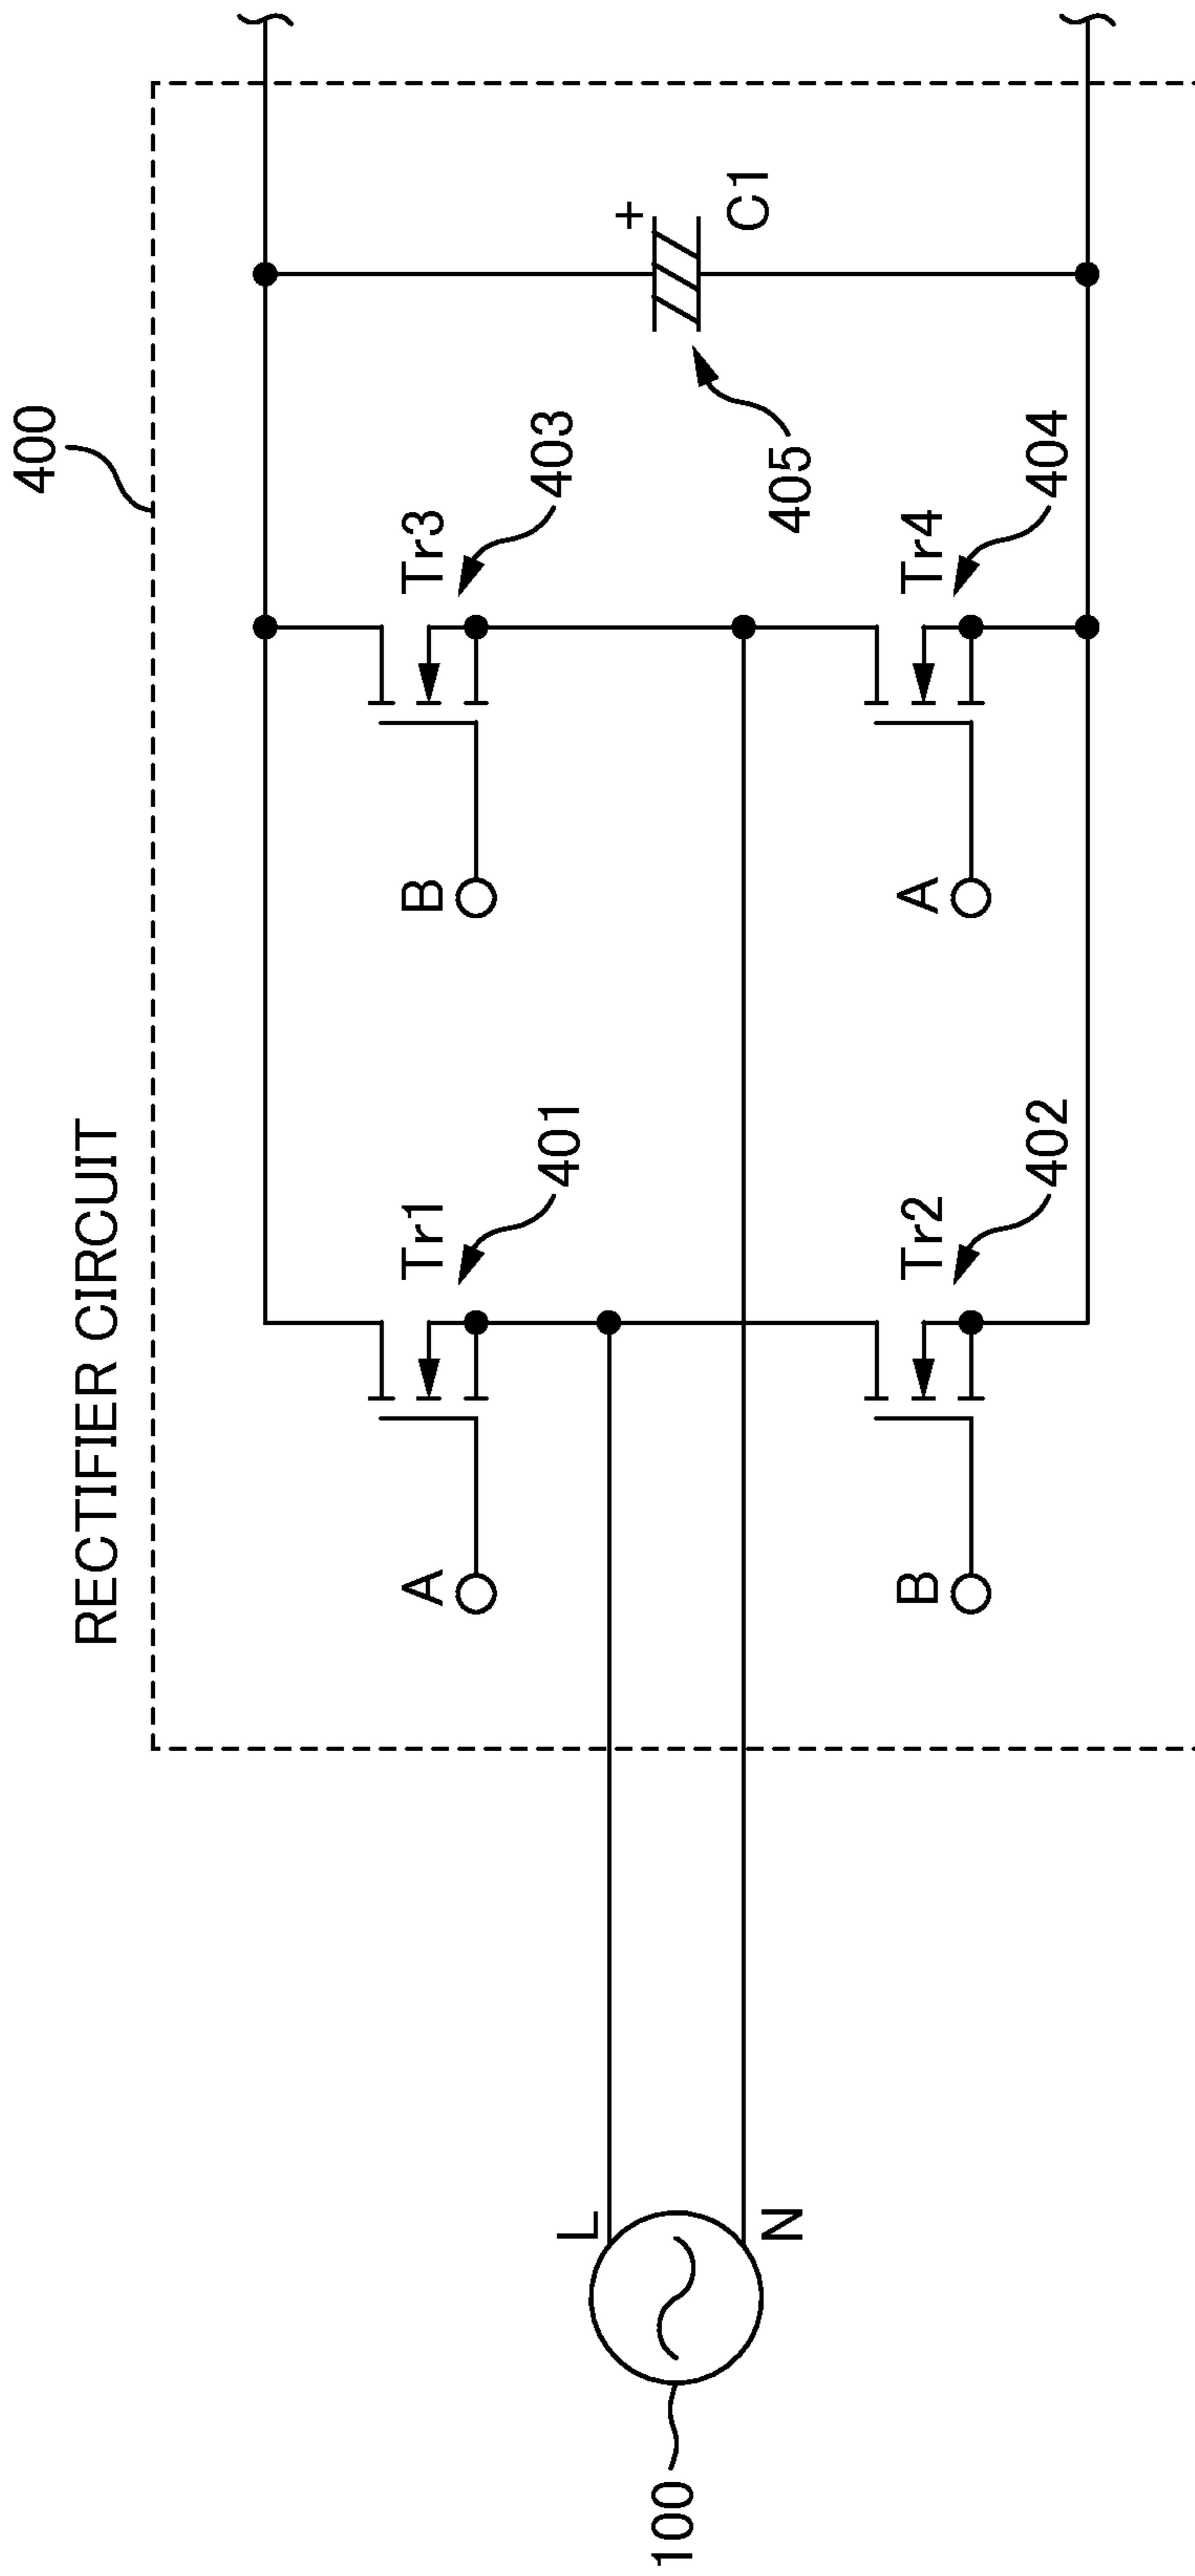 RECTIFIER CIRCUIT
400
A
Tr1
401
B
Tr3
403
+
C1
405
L
N
100
B
Tr2
402
A
Tr4
404